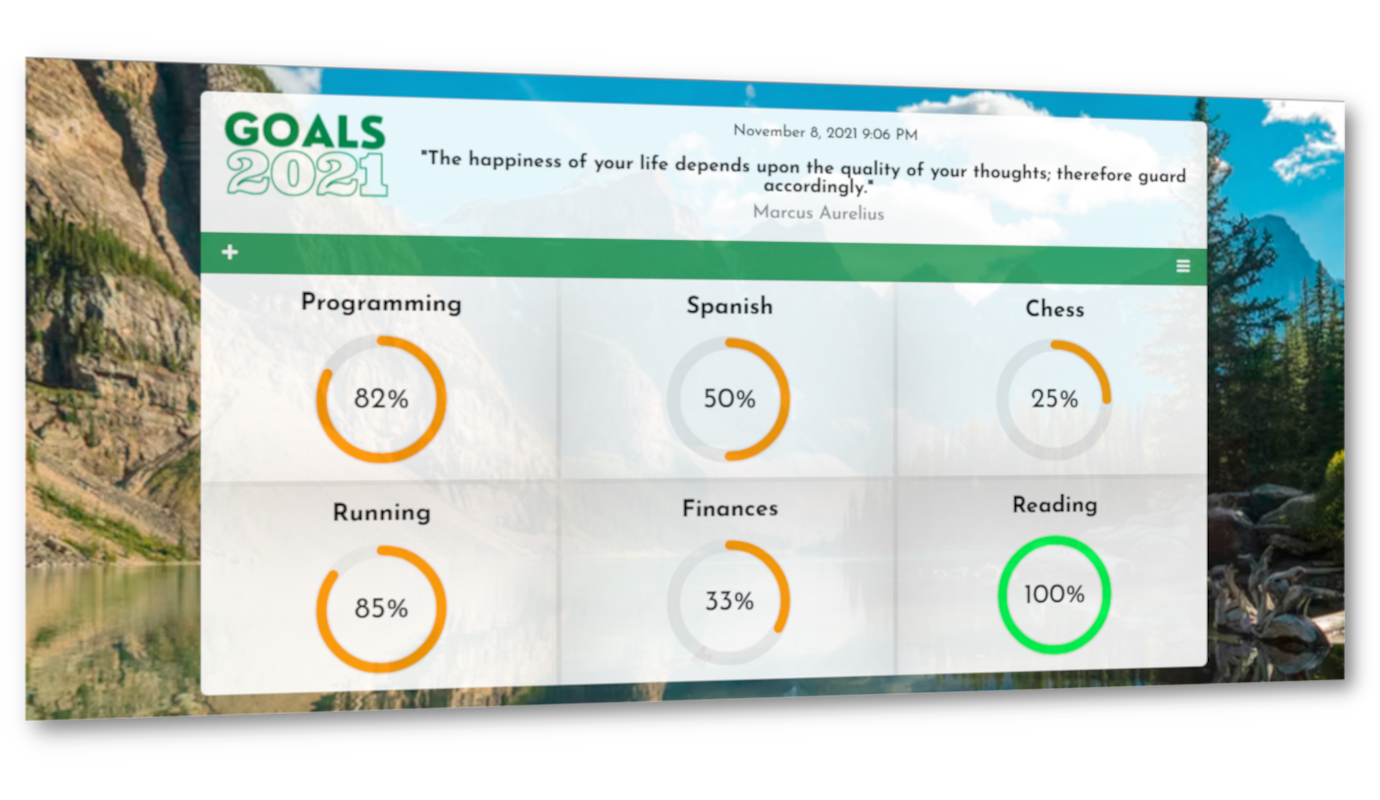 GOALS
2021
November 8, 2021 9:06 PM
"The happiness of your life depends upon the quality of your thoughts; therefore guard
accordingly."
Marcus Aurelius
Programming
Spanish
Chess
82%
50%
25%
Running
Finances
Reading
85%
33%
100%